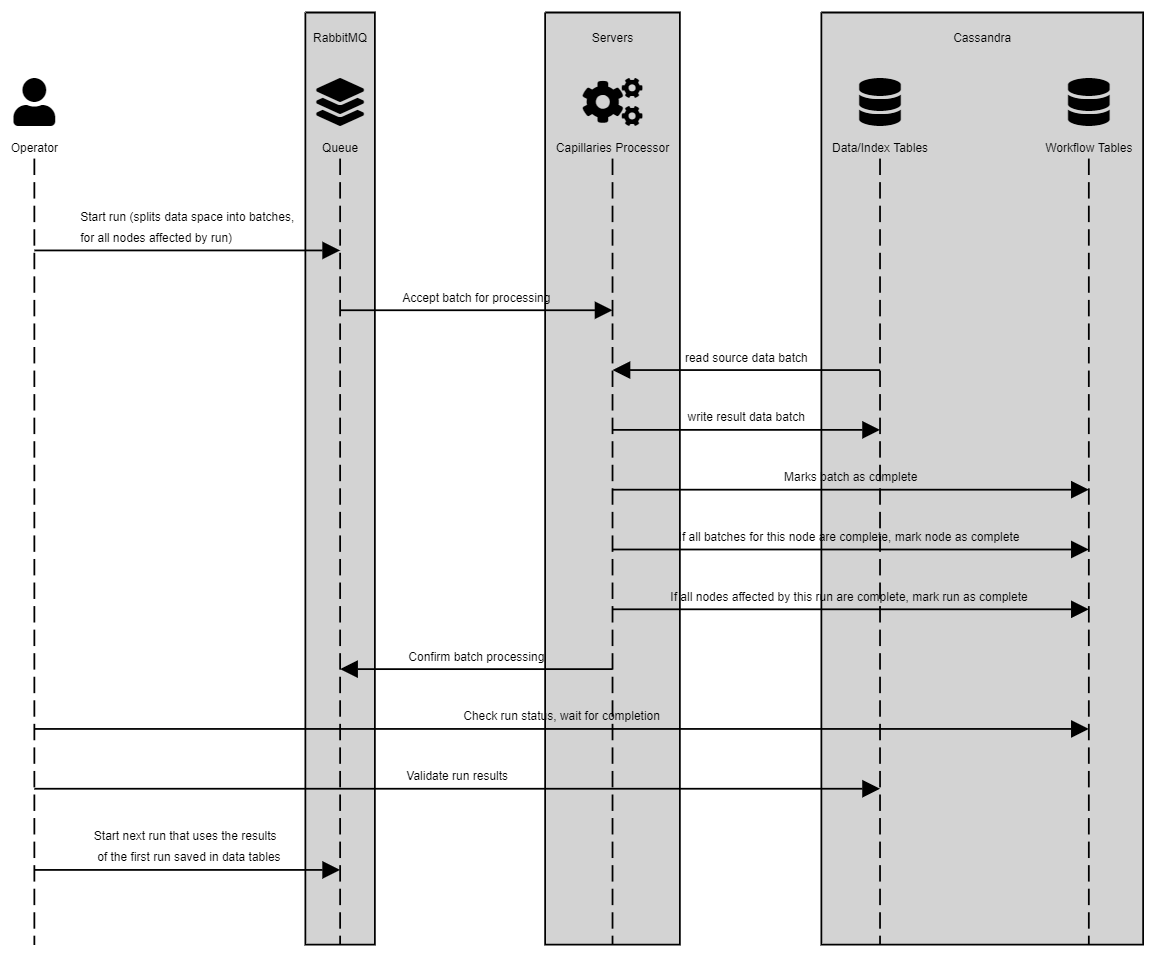 RabbitMQ
Servers
Cassandra
Operator
Queue
Capillaries Processor
Data/Index Tables
Workflow Tables
Start run (splits data space into batches,
for all nodes affected by run)
Accept batch for processing
read source data batch
write result data batch
Marks batch as complete
If all batches for this node are complete, mark node as complete
If all nodes affected by this run are complete, mark run as complete
Confirm batch processing
Check run status, wait for completion
Validate run results
Start next run that uses the results
of the first run saved in data tables